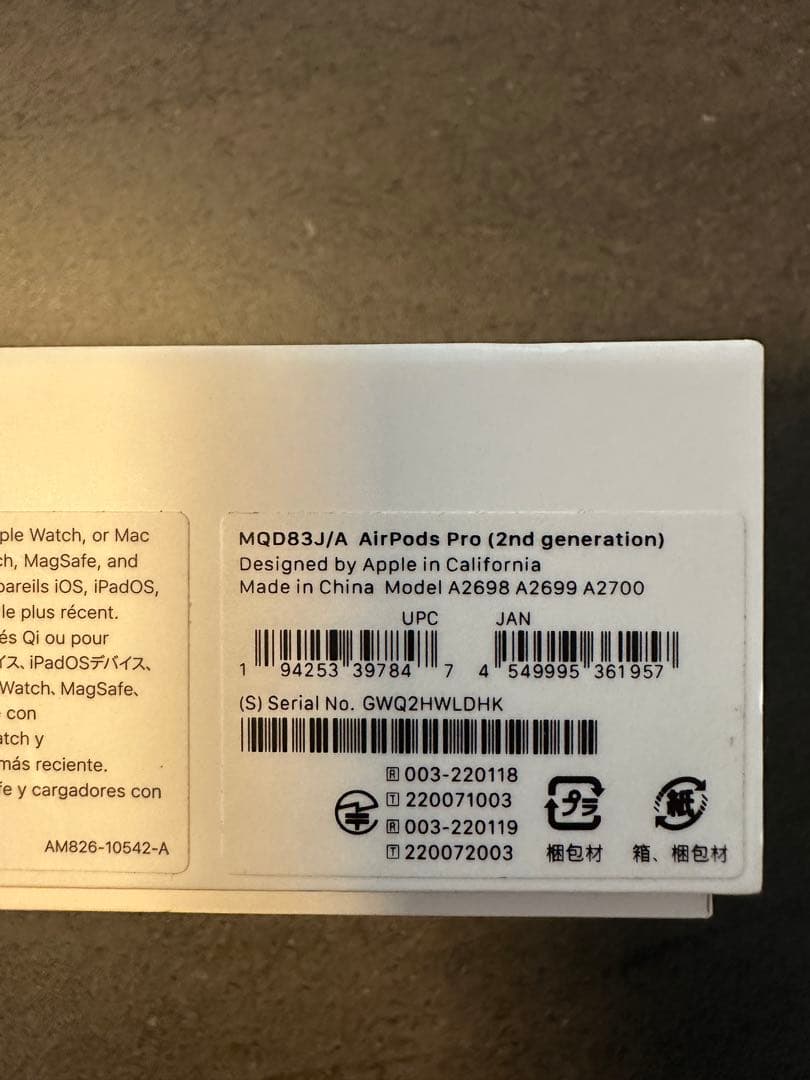 ple Watch, or Mac
ch, MagSafe, and
pareils iOS, iPadOS,
le plus récent.
és Qi ou pour
イス、iPadOSデバイス、
Watch、MagSafe、
con
atch y
más reciente.
fe y cargadores con
AM826-10542-A
MQD83J/A AirPods Pro (2nd generation)
Designed by Apple in California
Made in China Model A2698 A2699 A2700
UPC JAN
1 94253 39784 7 4 549995 361957
(S) Serial No. GWQ2HWLDHK
R 003-220118
T 220071003
R 003-220119
T 220072003
プラ 紙
梱包材 箱、梱包材